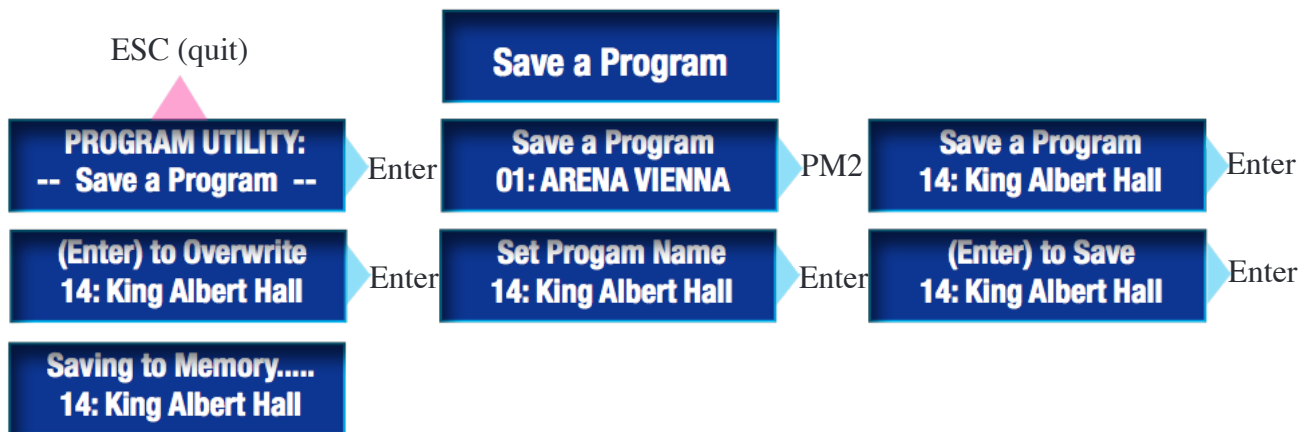 ESC (quit)
Save a Program
PROGRAM UTILITY:
-- Save a Program --
Enter
Save a Program
01: ARENA VIENNA
PM2
Save a Program
14: King Albert Hall
Enter
(Enter) to Overwrite
14: King Albert Hall
Enter
Set Progam Name
14: King Albert Hall
Enter
(Enter) to Save
14: King Albert Hall
Enter
Saving to Memory.....
14: King Albert Hall